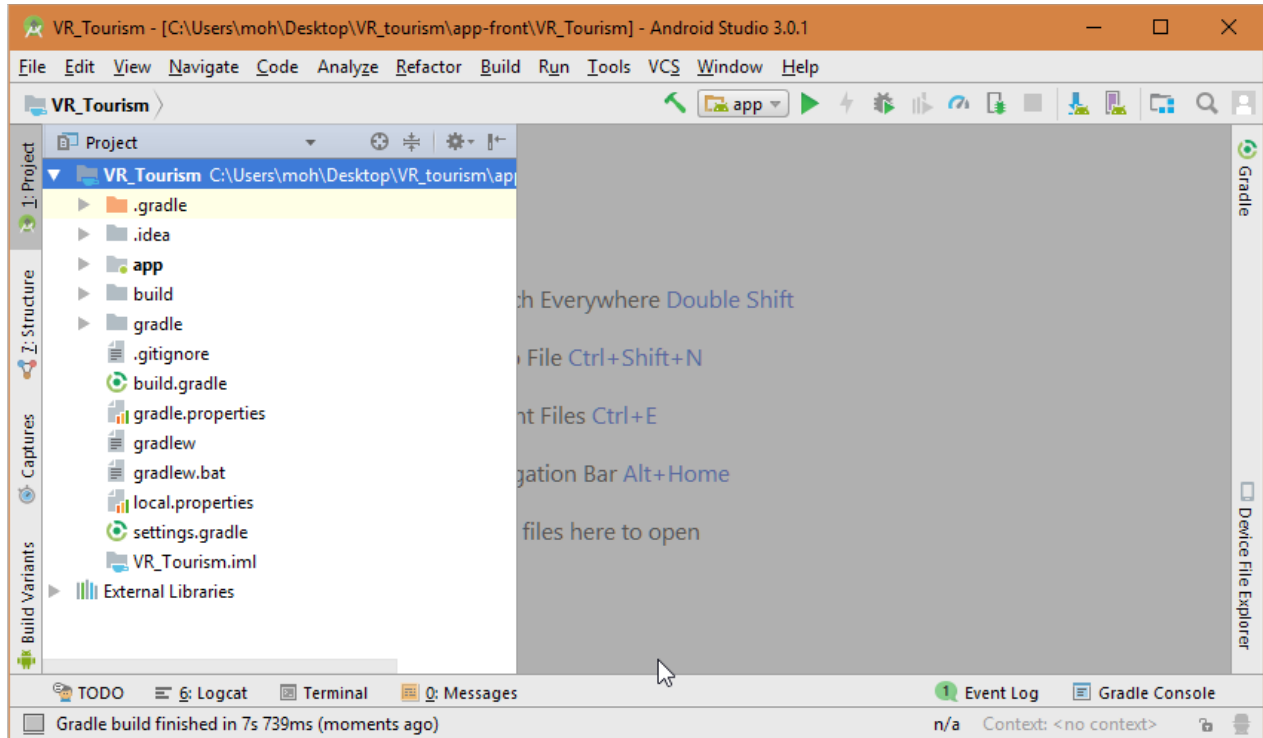 VR_Tourism - [C:\Users\moh\Desktop\VR_tourism\app-front\VR_Tourism] - Android Studio 3.0.1
File Edit View Navigate Code Analyze Refactor Build Run Tools VCS Window Help
VR_Tourism
app
1: Project
Z: Structure
Captures
Build Variants
Project
VR_Tourism C:\Users\moh\Desktop\VR_tourism\app
.gradle
.idea
app
build
gradle
.gitignore
build.gradle
gradle.properties
gradlew
gradlew.bat
local.properties
settings.gradle
VR_Tourism.iml
External Libraries
ch Everywhere Double Shift
File Ctrl+Shift+N
nt Files Ctrl+E
gation Bar Alt+Home
files here to open
Gradle
Device File Explorer
TODO 6: Logcat Terminal 0: Messages 1 Event Log Gradle Console
Gradle build finished in 7s 739ms (moments ago) n/a Context: <no context>